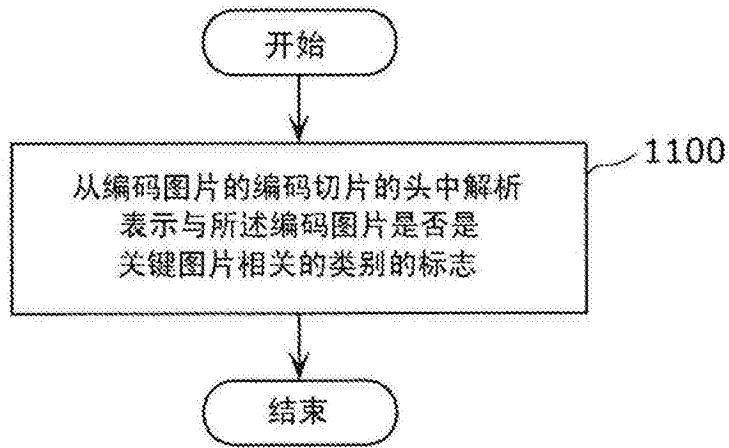 开始
1100
从编码图片的编码切片的头中解析
表示与所述编码图片是否是
关键图片相关的类别的标志
结束